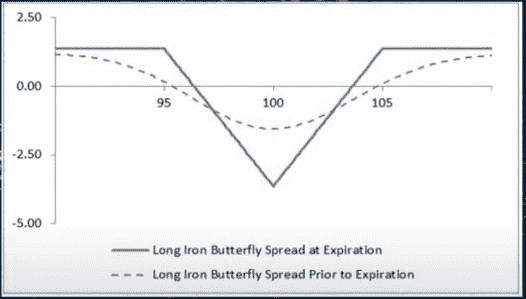 2.50
0.00
95 100 105
-2.50
-5.00
Long Iron Butterfly Spread at Expiration
Long Iron Butterfly Spread Prior to Expiration